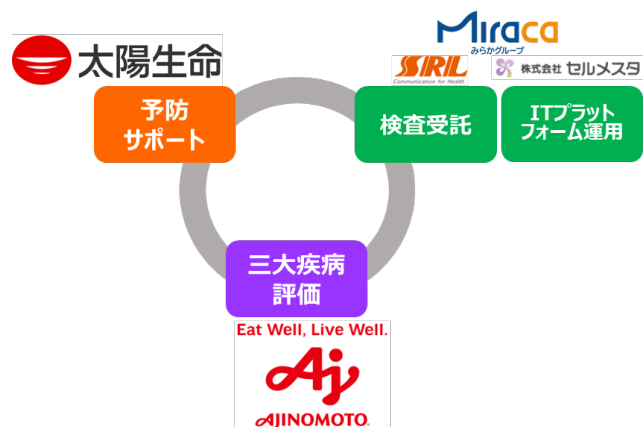 太陽生命
Miraca
みらかグループ
SRL
Communication for Health
株式会社 セルメスタ
予防
サポート
検査受託
ITプラット
フォーム運用
三大疾病
評価
Eat Well, Live Well.
Aj
AJINOMOTO